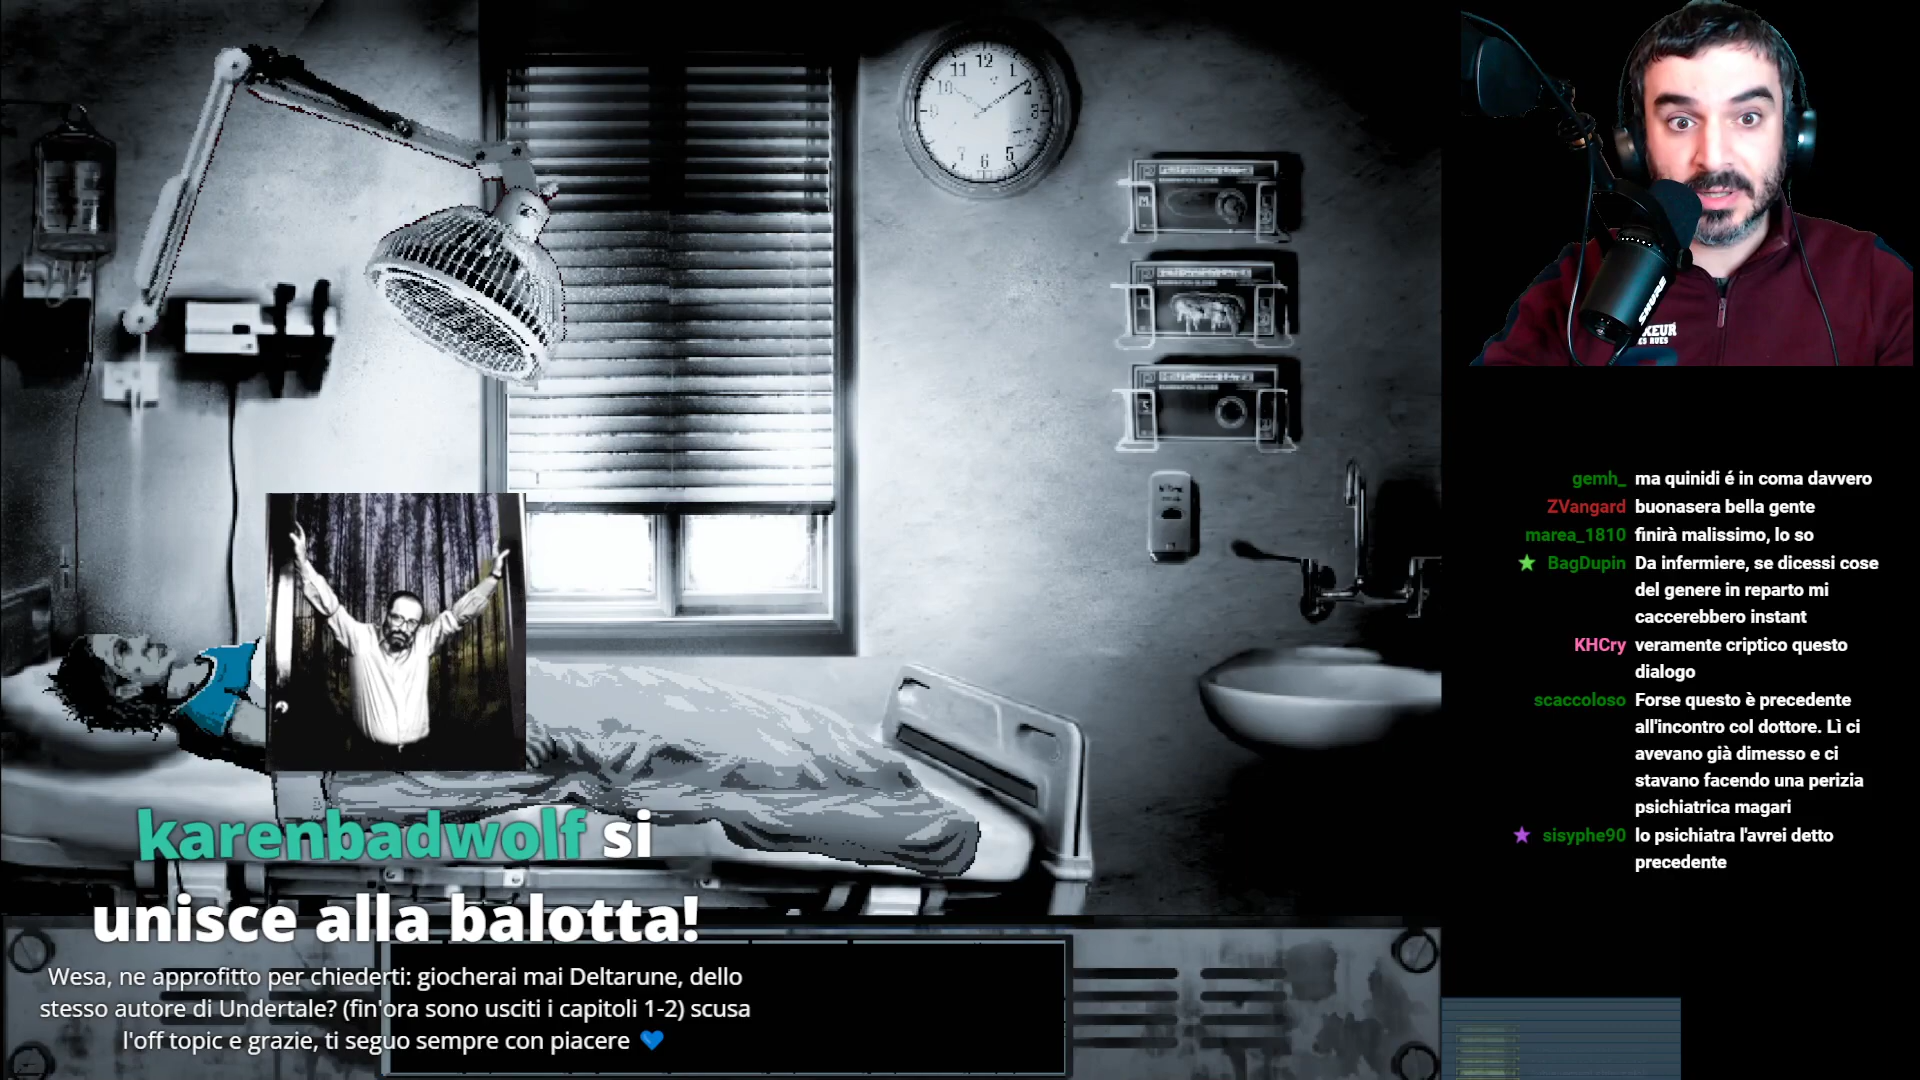 12
11
1
10
2
9
3
7
5
6
SHURE
gemh_ ma quinidi é in coma davvero
ZVangard buonasera bella gente
marea_1810 finirà malissimo, lo so
BagDupin Da infermiere, se dicessi cose
del genere in reparto mi
caccerebbero instant
KHCry veramente criptico questo
dialogo
scaccoloso Forse questo è precedente
all'incontro col dottore. Lì ci
avevano già dimesso e ci
stavano facendo una perizia
psichiatrica magari
sisyphe90 lo psichiatra l'avrei detto
precedente
karenbadwolf si
unisce alla balotta!
Wesa, ne approfitto per chiederti: giocherai mai Deltarune, dello
stesso autore di Undertale? (fin'ora sono usciti i capitoli 1-2) scusa
l'off topic e grazie, ti seguo sempre con piacere 💙